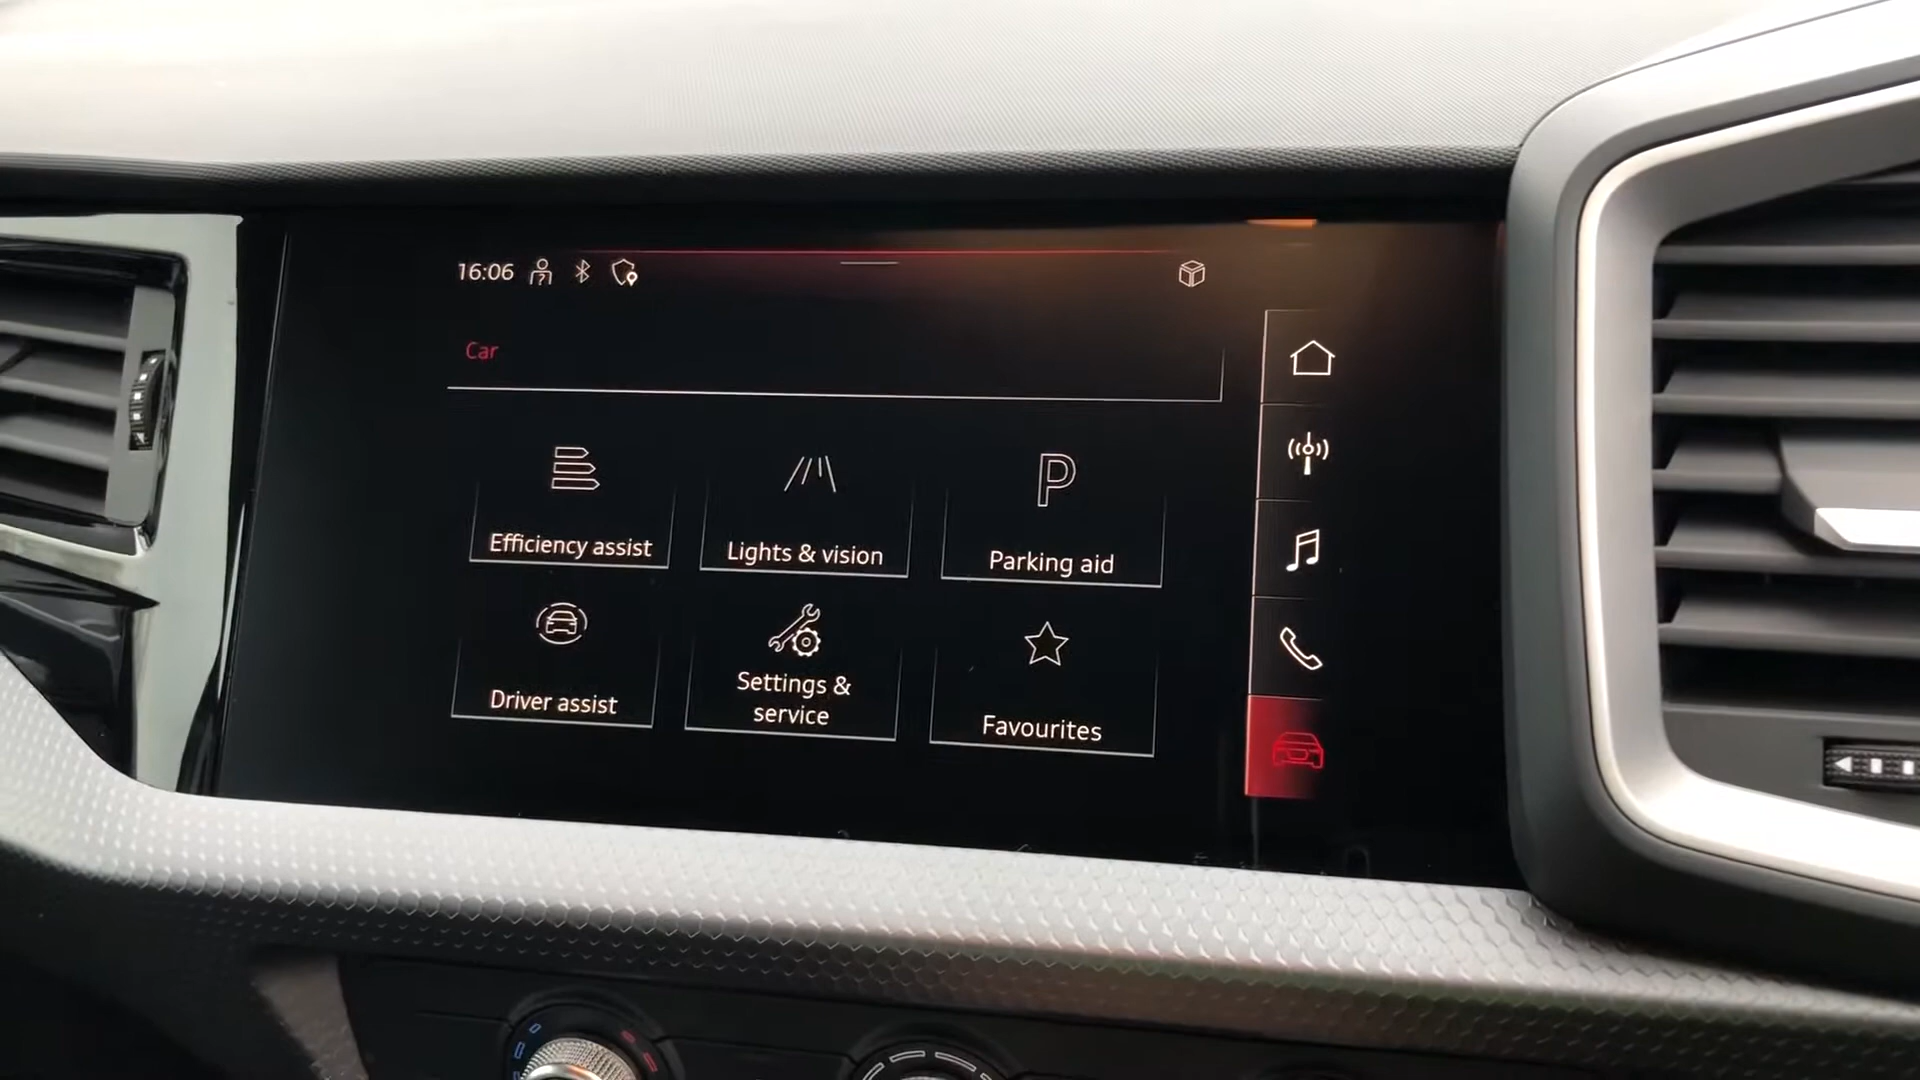 16:06
Car
Efficiency assist
Lights & vision
P
Parking aid
Driver assist
Settings &
service
Favourites